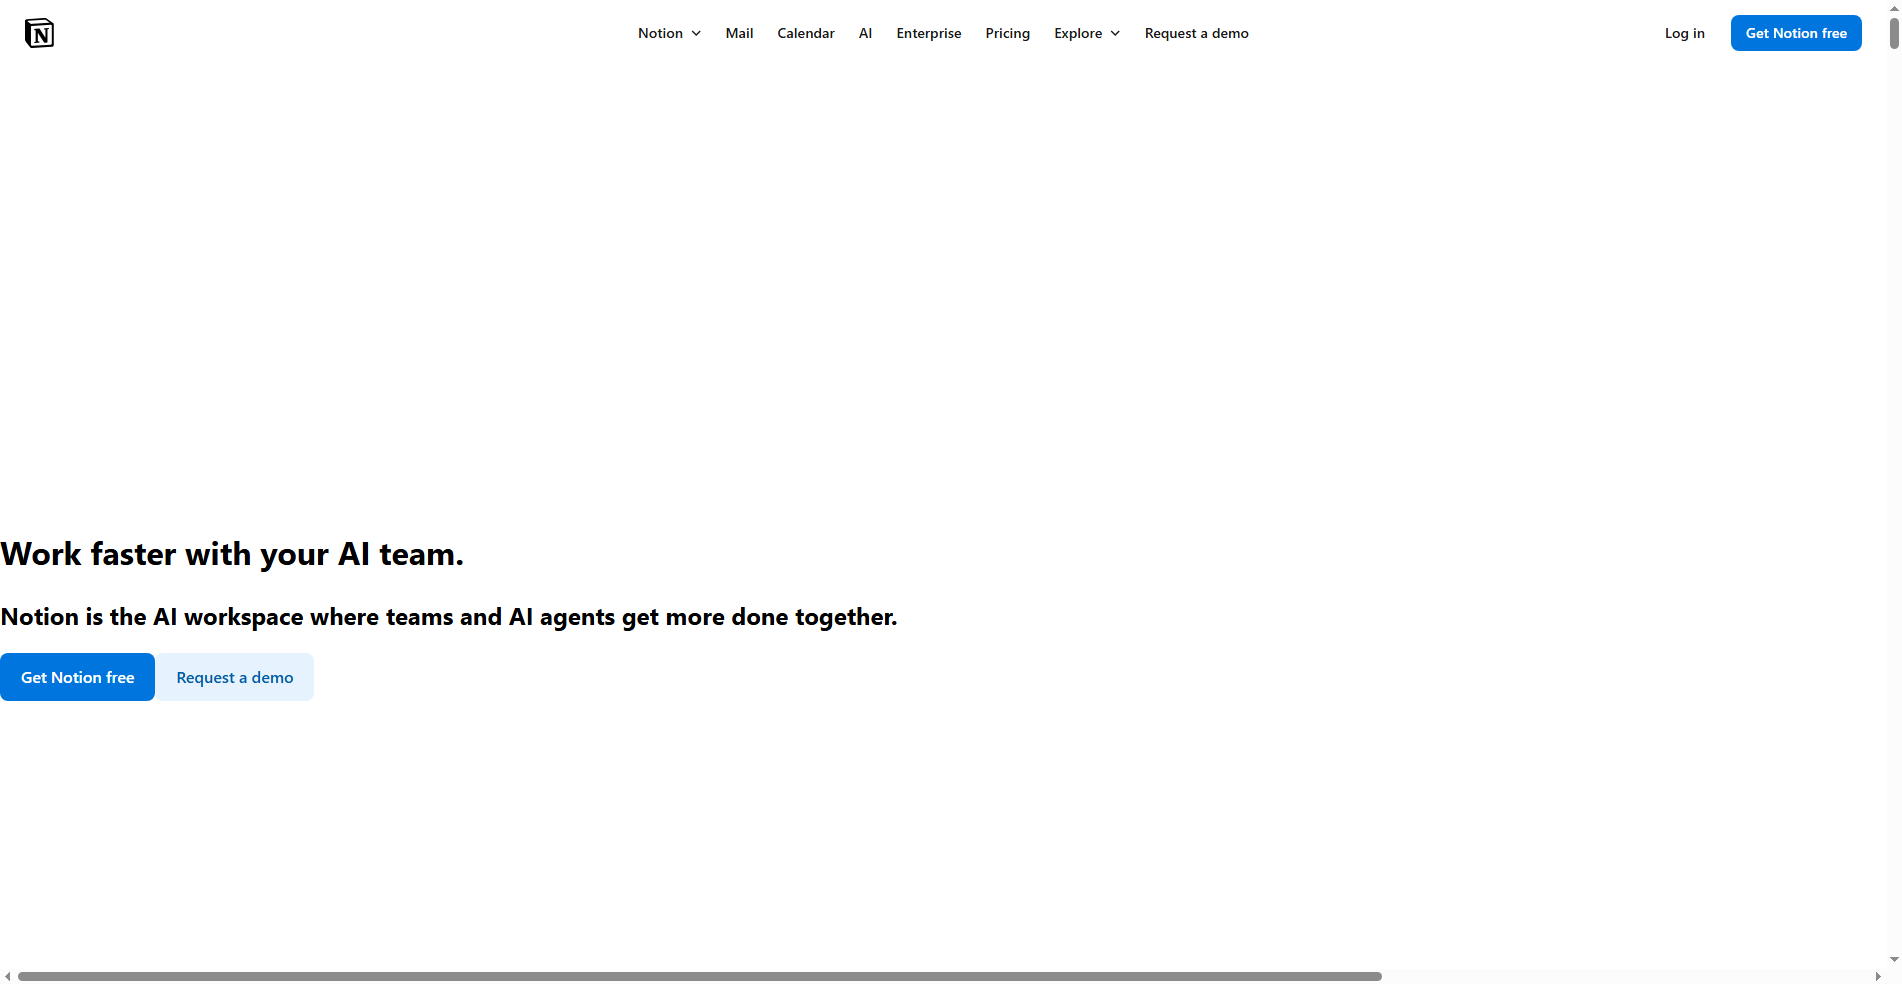 N
Notion Mail Calendar AI Enterprise Pricing Explore Request a demo Log in Get Notion free
Work faster with your AI team.
Notion is the AI workspace where teams and AI agents get more done together.
Get Notion free Request a demo